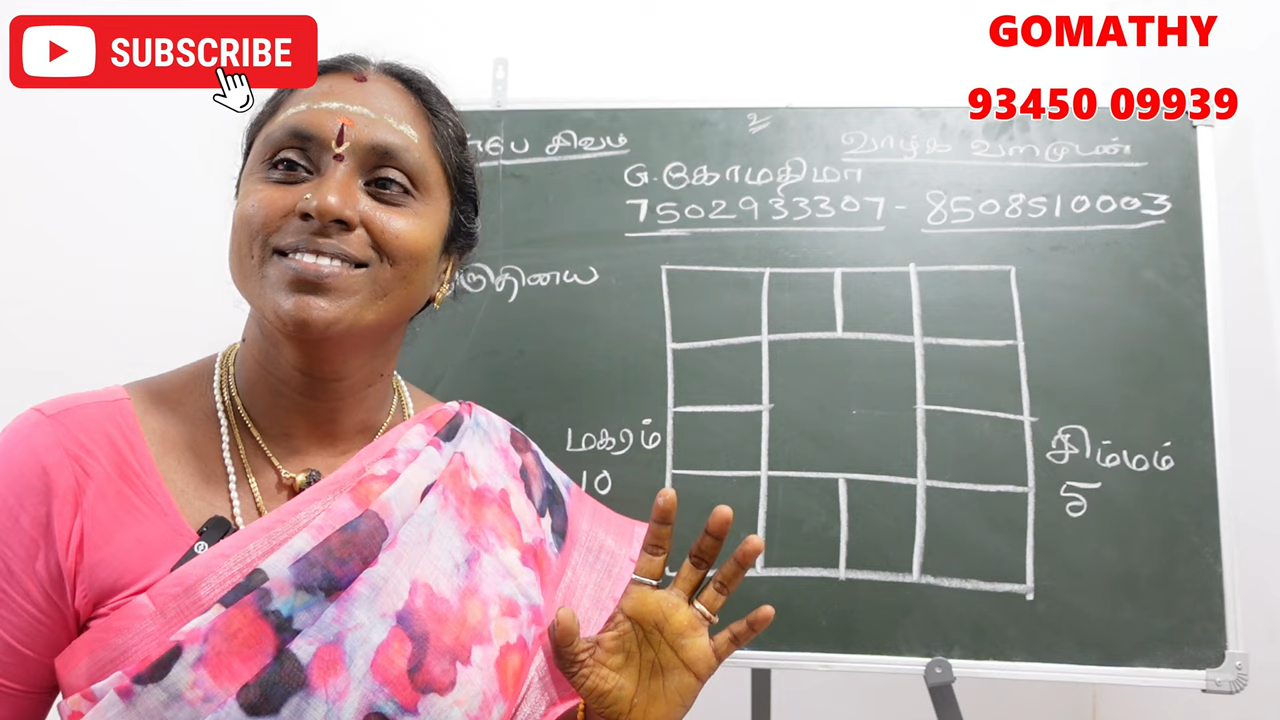 SUBSCRIBE
GOMATHY
93450 09939
உ
சிவம்
வாழ்க வளமுடன்
G.கோமதிமா
7502933307 - 8508510003
மகரம்
10
சிம்மம்
5